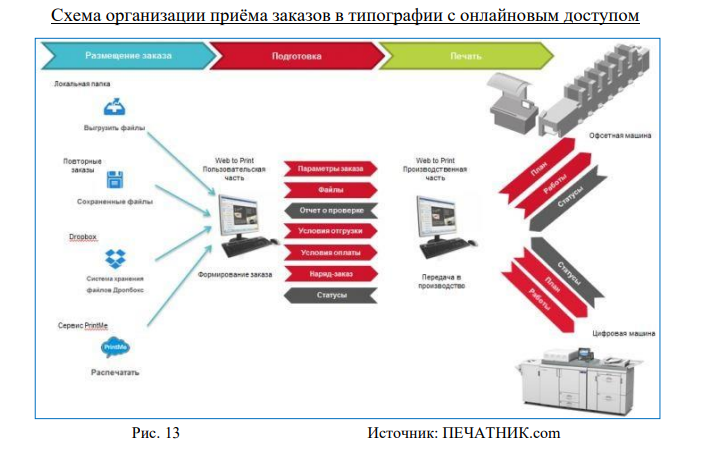 Схема организации приёма заказов в типографии с онлайновым доступом
Размещение заказа
Подготовка
Печать
Локальная папка
Выгрузить файлы
Повторные
заказы
Сохраненные файлы
Dropbox
Система хранения
файлов Дропбокс
Сервис PrintMe
PrintMe
Распечатать
Web to Print
Пользовательская
часть
Формирование заказа
Параметры заказа
Файлы
Отчет о проверке
Условия отгрузки
Условия оплаты
Наряд-заказ
Статусы
Web to Print
Производственная
часть
Передача в
производство
Офсетная машина
План
Работы
Статусы
Статусы
План
Работы
Цифровая машина
Рис. 13
Источник: ПЕЧАТНИК.com